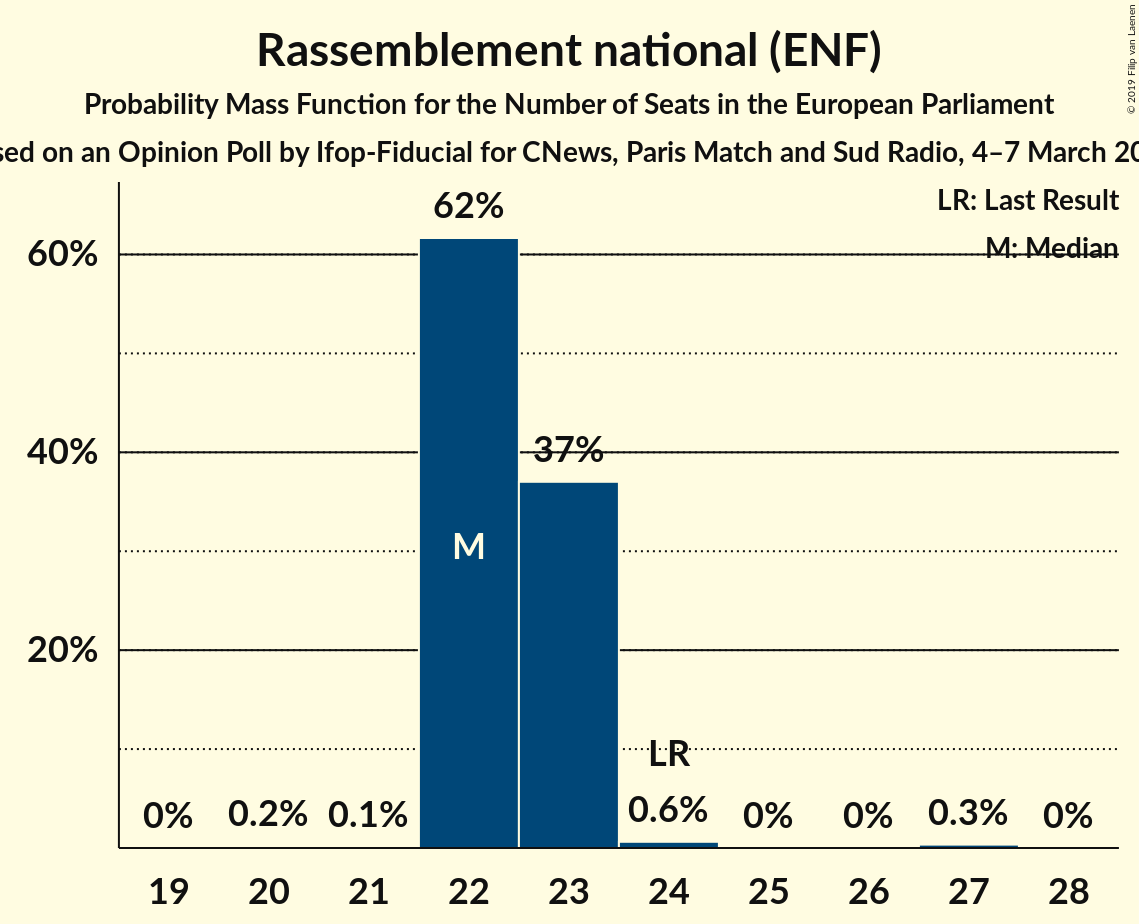 Rassemblement national (ENF)
Probability Mass Function for the Number of Seats in the European Parliament
on an Opinion Poll by Ifop-Fiducial for CNews, Paris Match and Sud Radio, 4–7 March
© 2019 Filip van Laenen
LR: Last Result
M: Median
62%
60%
40%
37%
M
20%
LR
0% 0.2% 0.1% 0.6% 0% 0% 0.3% 0%
19 20 21 22 23 24 25 26 27 28